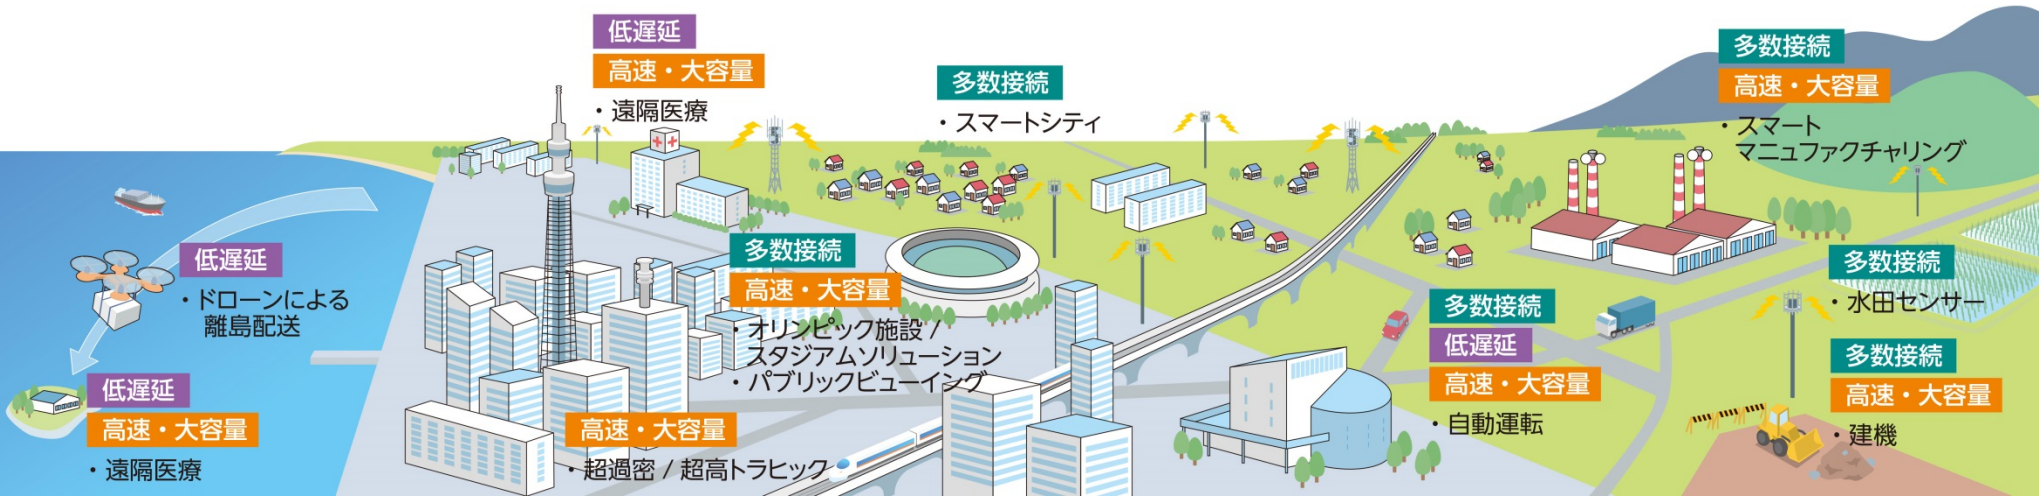 低遅延
・ドローンによる
離島配送
低遅延
高速・大容量
・遠隔医療
低遅延
高速・大容量
・遠隔医療
多数接続
・スマートシティ
多数接続
高速・大容量
・オリンピック施設 /
スタジアムソリューション
・パブリックビューイング
高速・大容量
・超過密 / 超高トラヒック
多数接続
低遅延
高速・大容量
・自動運転
多数接続
高速・大容量
・スマート
マニュファクチャリング
多数接続
・水田センサー
多数接続
高速・大容量
・建機